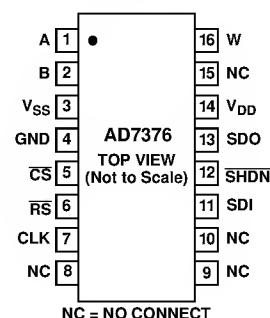 A 1 16 W
B 2 15 NC
VSS 3 14 VDD
GND 4 AD7376 13 SDO
TOP VIEW
CS 5 (Not to Scale) 12 SHDN
RS 6 11 SDI
CLK 7 10 NC
NC 8 9 NC
NC = NO CONNECT